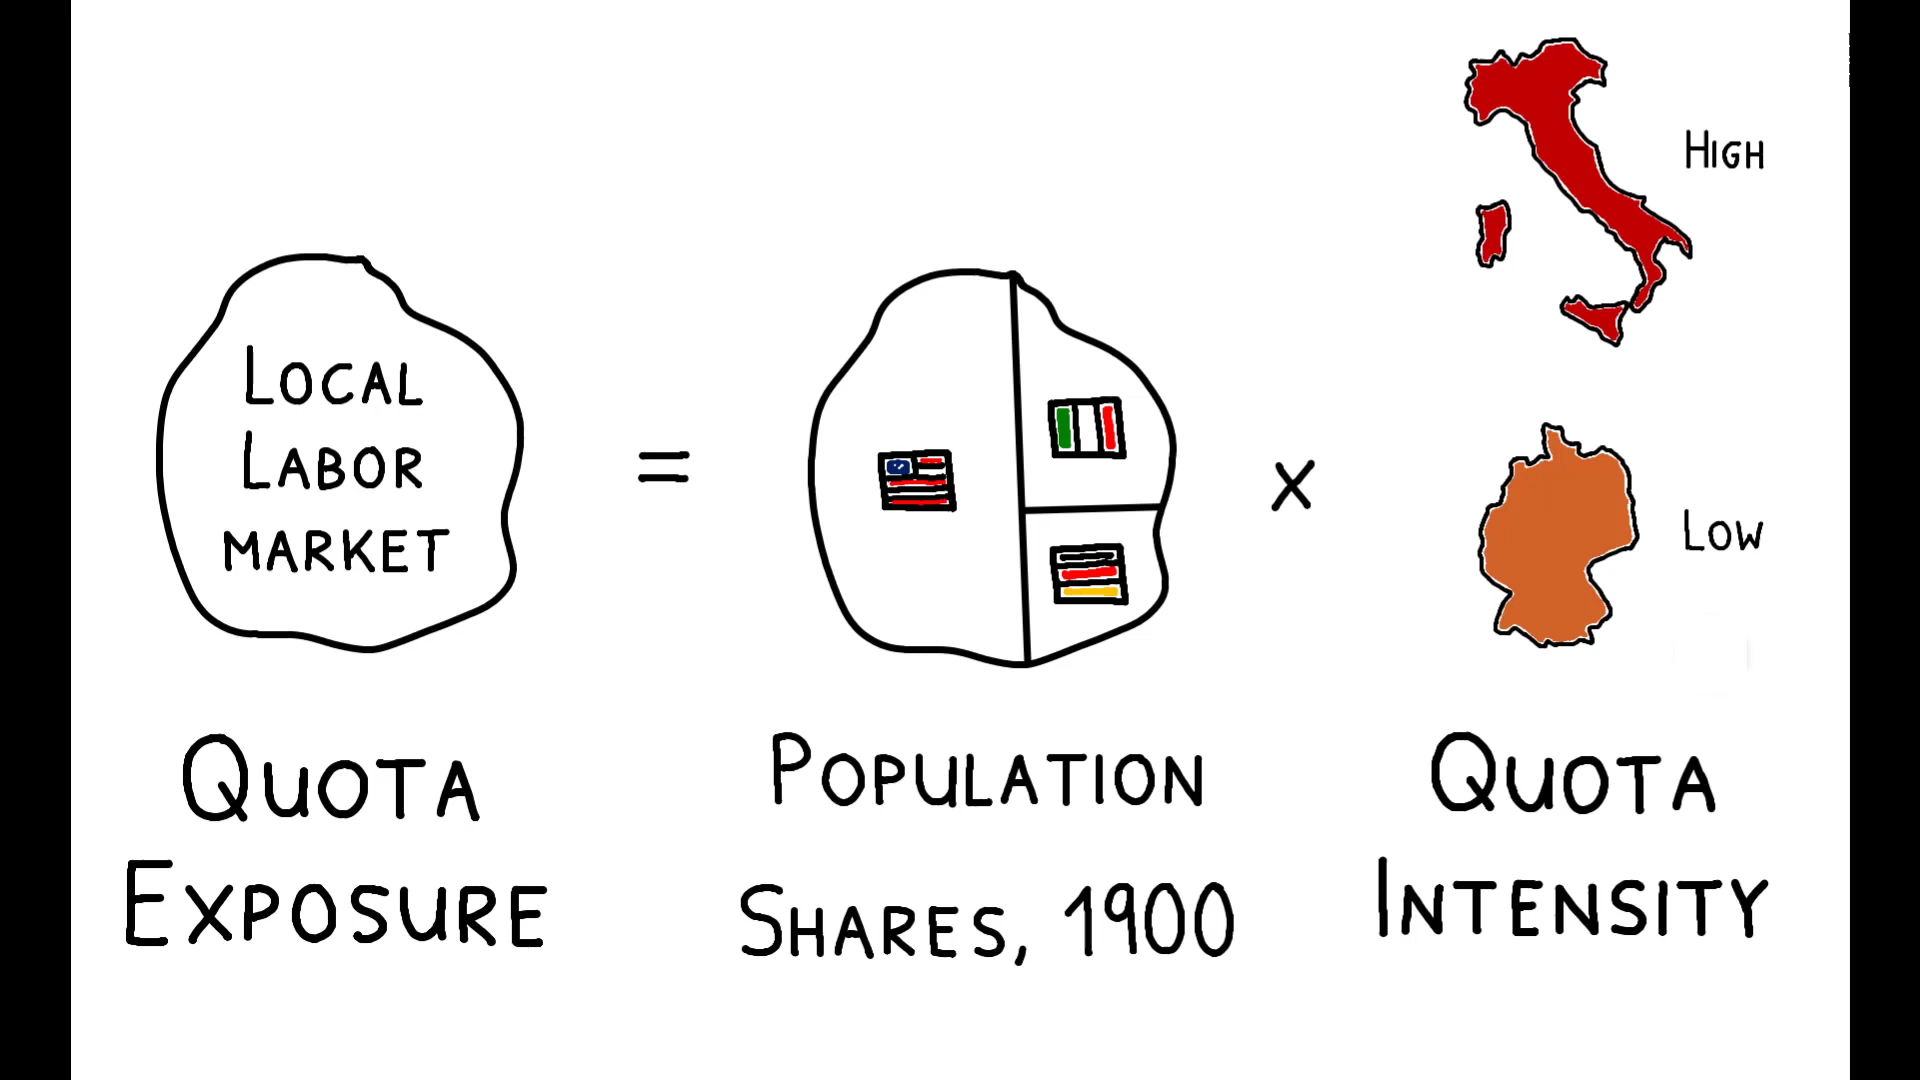 HIGH
LOCAL
LABOR
MARKET
=
x
LOW
QUOTA
EXPOSURE
POPULATION
SHARES, 1900
QUOTA
INTENSITY